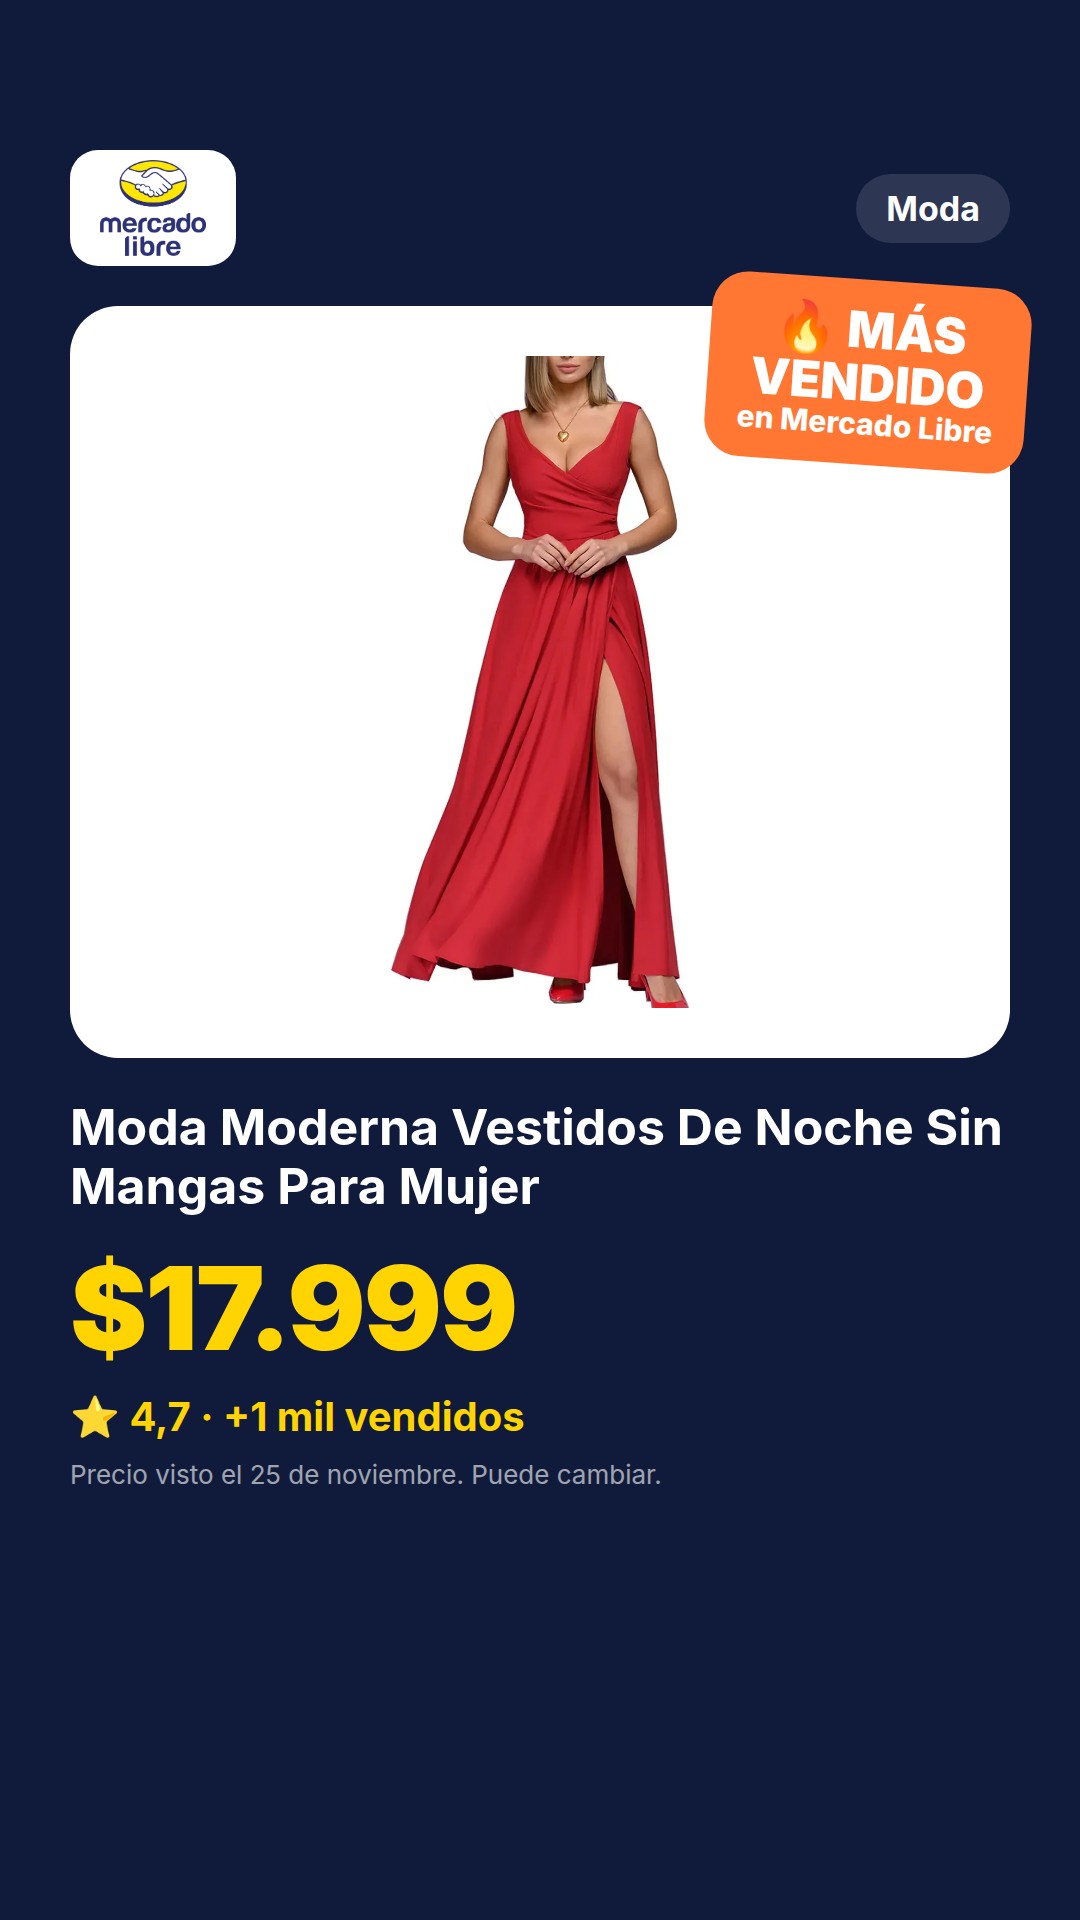 mercado
libre
Moda
🔥 MÁS
VENDIDO
en Mercado Libre
Moda Moderna Vestidos De Noche Sin
Mangas Para Mujer
$17.999
⭐ 4,7 · +1 mil vendidos
Precio visto el 25 de noviembre. Puede cambiar.